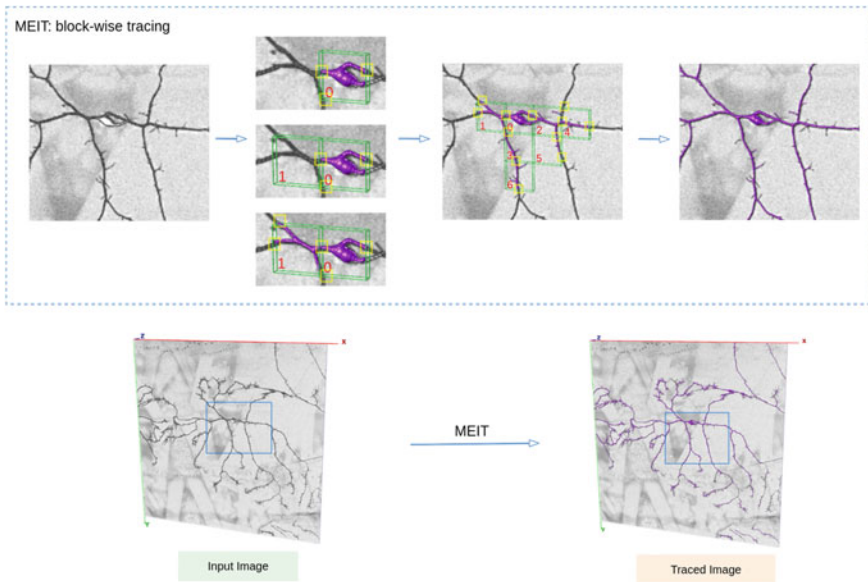 MEIT: block-wise tracing
0
1
0
1
0
1
0
2
4
3
5
6
z
x
z
x
MEIT
Y
Y
Input Image
Traced Image